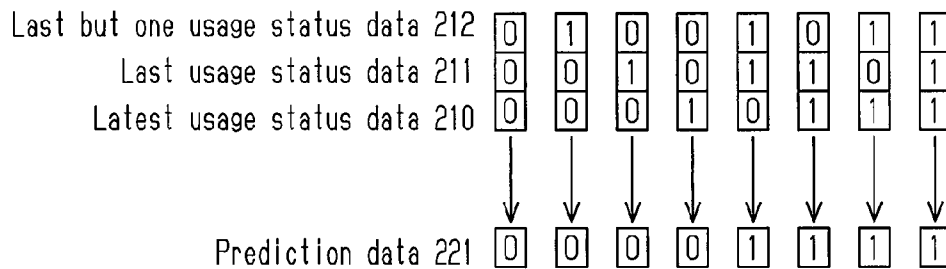 Last but one usage status data 212 0 1 0 0 1 0 1 1
Last usage status data 211 0 0 1 0 1 1 0 1
Latest usage status data 210 0 0 0 1 0 1 1 1
Prediction data 221 0 0 0 0 1 1 1 1